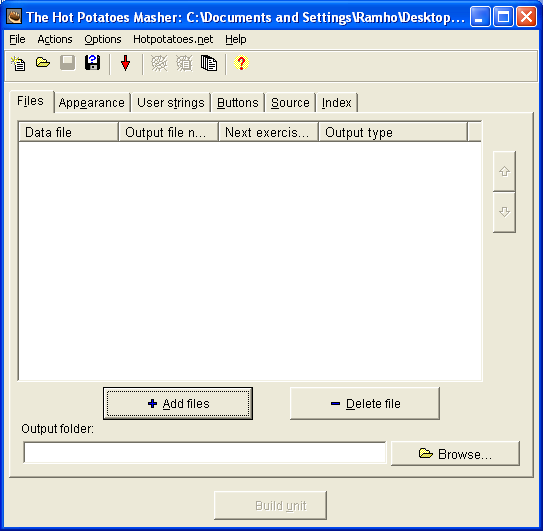 The Hot Potatoes Masher: C:\Documents and Settings\Ramho\Desktop...
File Actions Options Hotpotatoes.net Help
Files Appearance User strings Buttons Source Index
Data file Output file n... Next exercis... Output type
+ Add files - Delete file
Output folder:
Browse...
Build unit